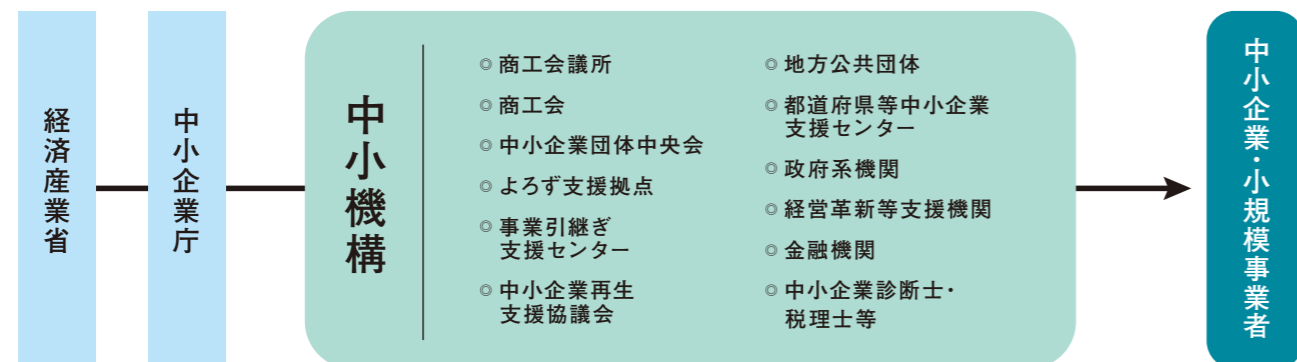 経済産業省
中小企業庁
中小機構
◎商工会議所
◎商工会
◎中小企業団体中央会
◎よろず支援拠点
◎事業引継ぎ
支援センター
◎中小企業再生
支援協議会
◎地方公共団体
◎都道府県等中小企業
支援センター
◎政府系機関
◎経営革新等支援機関
◎金融機関
◎中小企業診断士・
税理士等
中小企業・小規模事業者